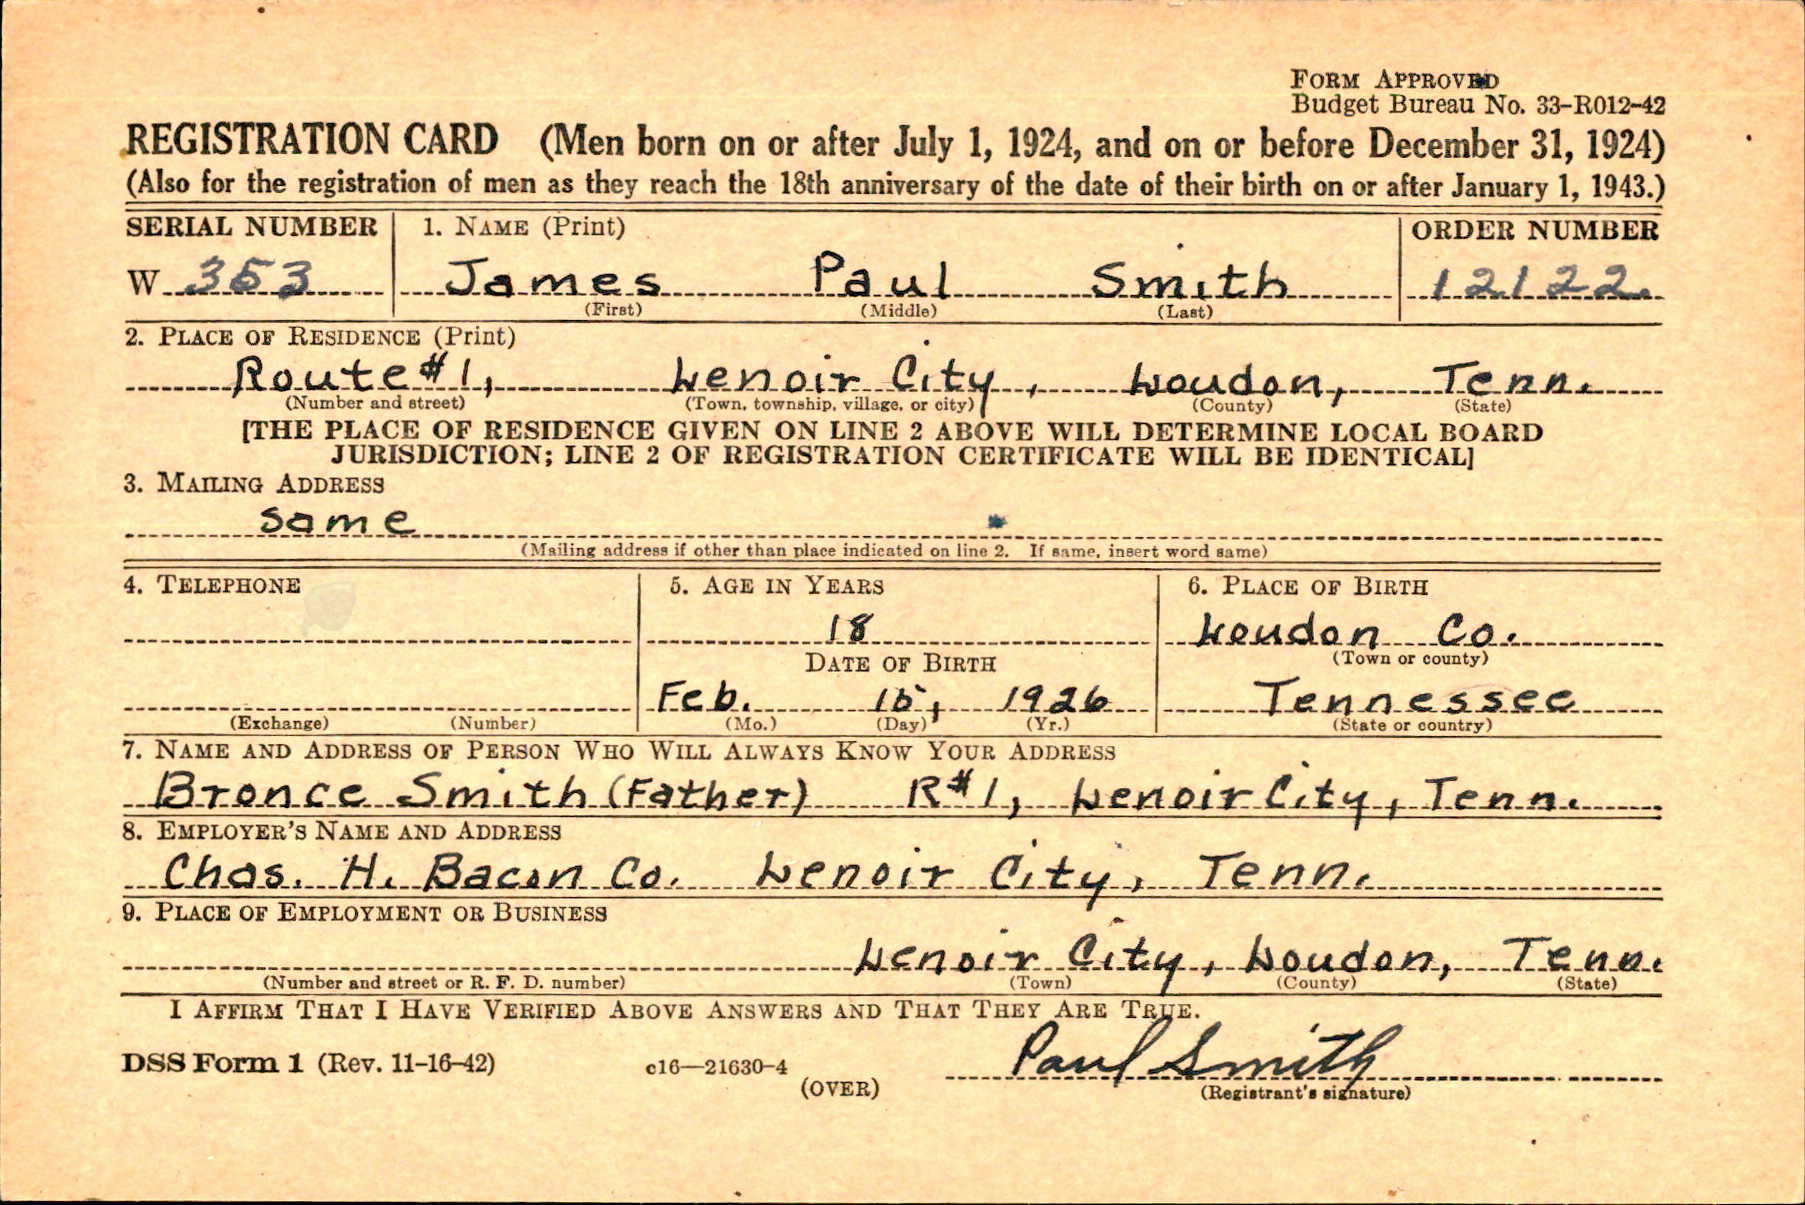 FORM APPROVED
Budget Bureau No. 33-R012-42
REGISTRATION CARD (Men born on or after July 1, 1924, and on or before December 31, 1924)
(Also for the registration of men as they reach the 18th anniversary of the date of their birth on or after January 1, 1943.)
SERIAL NUMBER 1. NAME (Print) ORDER NUMBER
W 353 James Paul Smith 12122.
(First) (Middle) (Last)
2. PLACE OF RESIDENCE (Print)
Route #1, Lenoir City, Loudon, Tenn.
(Number and street) (Town, township, village, or city) (County) (State)
[THE PLACE OF RESIDENCE GIVEN ON LINE 2 ABOVE WILL DETERMINE LOCAL BOARD
JURISDICTION; LINE 2 OF REGISTRATION CERTIFICATE WILL BE IDENTICAL]
3. MAILING ADDRESS
same
(Mailing address if other than place indicated on line 2. If same, insert word same)
4. TELEPHONE 5. AGE IN YEARS 6. PLACE OF BIRTH
18 Loudon Co.
DATE OF BIRTH (Town or county)
Feb. 15, 1926 Tennessee
(Exchange) (Number) (Mo.) (Day) (Yr.) (State or country)
7. NAME AND ADDRESS OF PERSON WHO WILL ALWAYS KNOW YOUR ADDRESS
Bronce Smith (Father) R#1, Lenoir City, Tenn.
8. EMPLOYER'S NAME AND ADDRESS
Chas. H. Bacon Co. Lenoir City, Tenn.
9. PLACE OF EMPLOYMENT OR BUSINESS
Lenoir City, Loudon, Tenn.
(Number and street or R. F. D. number) (Town) (County) (State)
I AFFIRM THAT I HAVE VERIFIED ABOVE ANSWERS AND THAT THEY ARE TRUE.
DSS Form 1 (Rev. 11-16-42) c16—21630-4 Paul Smith
(OVER) (Registrant's signature)